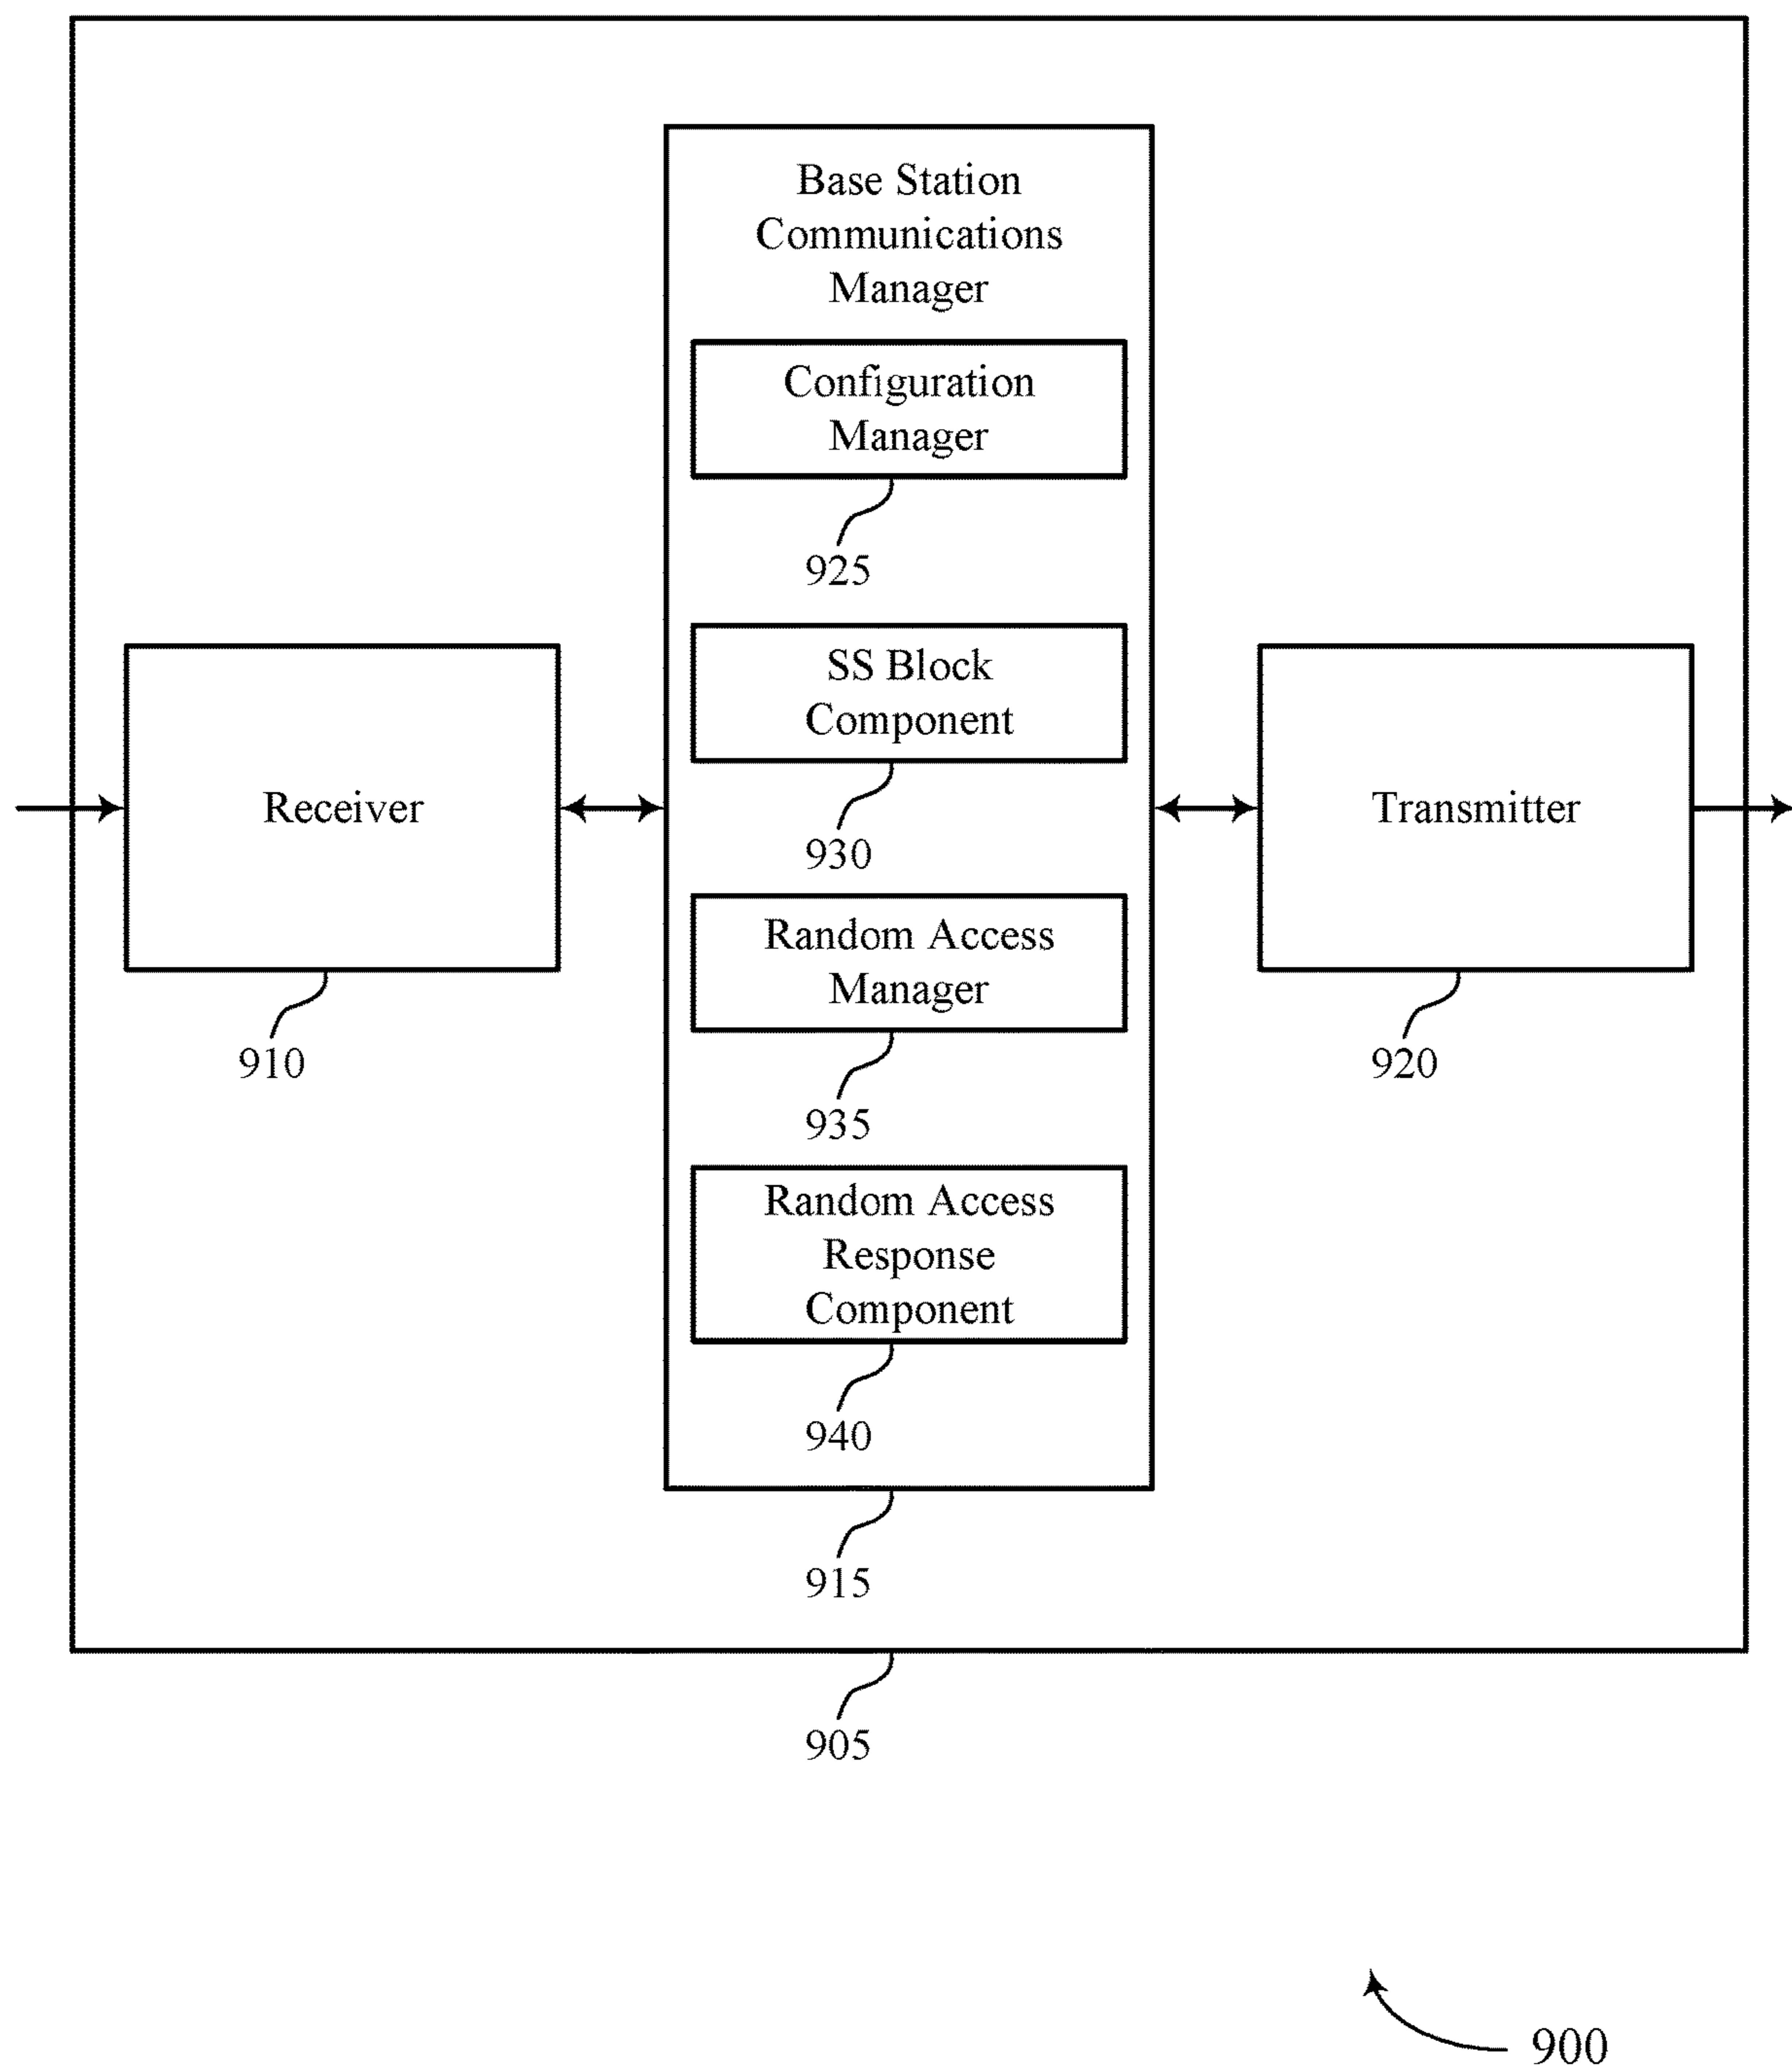 Base Station
Communications
Manager
Configuration
Manager
925
SS Block
Component
930
Receiver
910
Transmitter
920
Random Access
Manager
935
Random Access
Response
Component
940
915
905
900